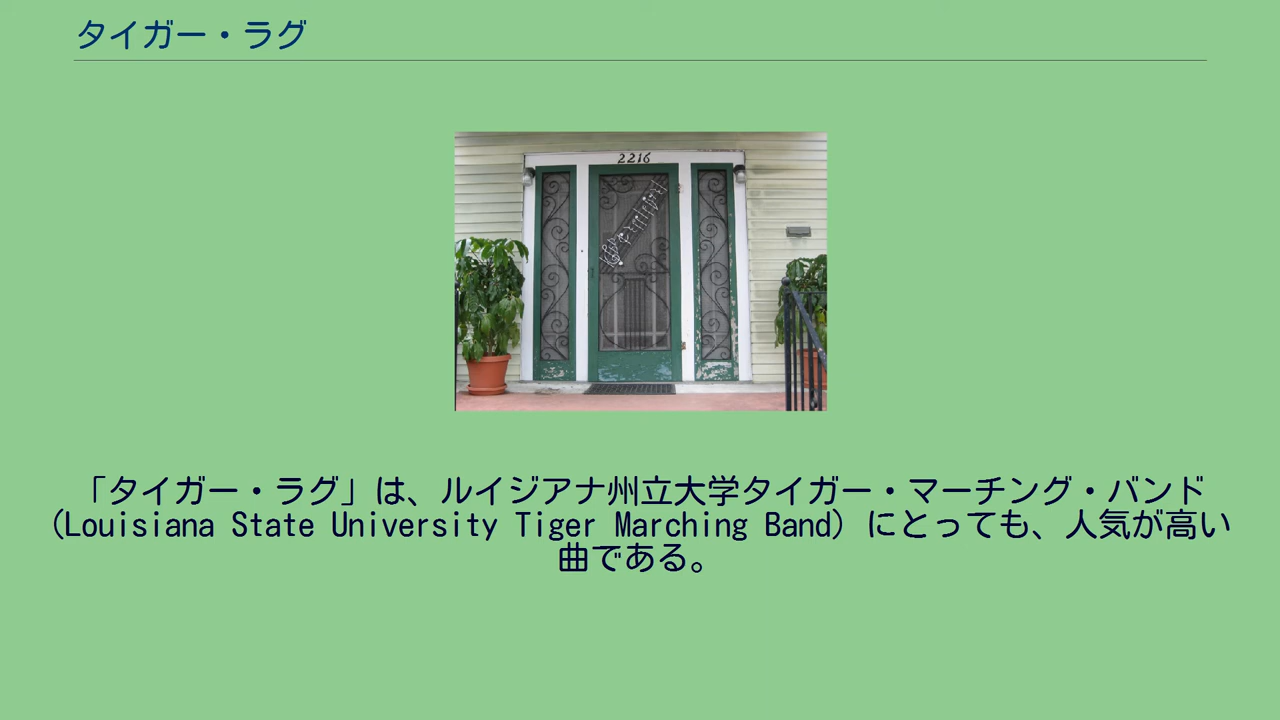 タイガー・ラグ
2216
「タイガー・ラグ」は、ルイジアナ州立大学タイガー・マーチング・バンド
(Louisiana State University Tiger Marching Band) にとっても、人気が高い
曲である。